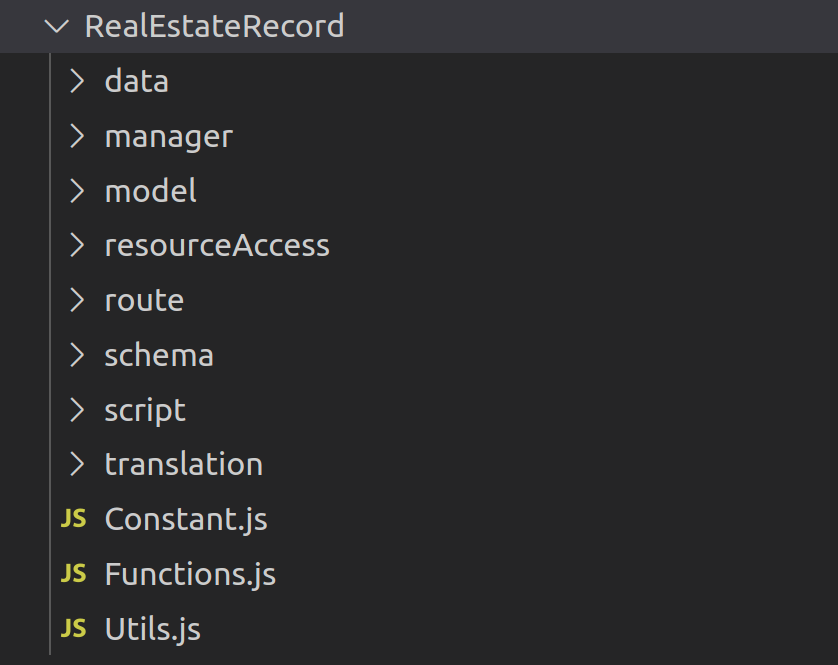 RealEstateRecord
data
manager
model
resourceAccess
route
schema
script
translation
JS Constant.js
JS Functions.js
JS Utils.js